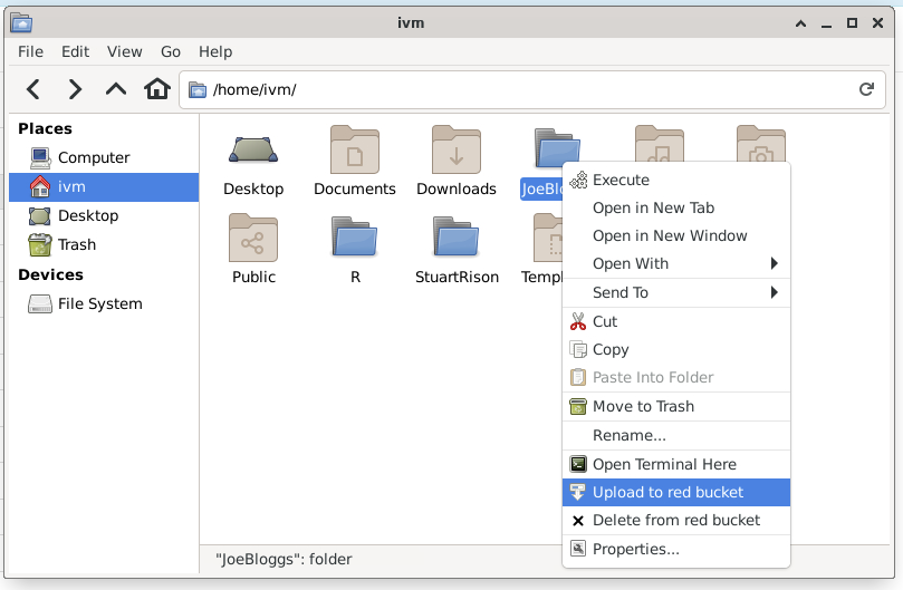 ivm
File Edit View Go Help
/home/ivm/
Places
Computer
ivm
Desktop
Trash
Devices
File System
Desktop Documents Downloads
Public R StuartRison
Execute
Open in New Tab
Open in New Window
Open With
Send To
Cut
Copy
Paste Into Folder
Move to Trash
Rename...
Open Terminal Here
Upload to red bucket
Delete from red bucket
Properties...
"JoeBloggs": folder